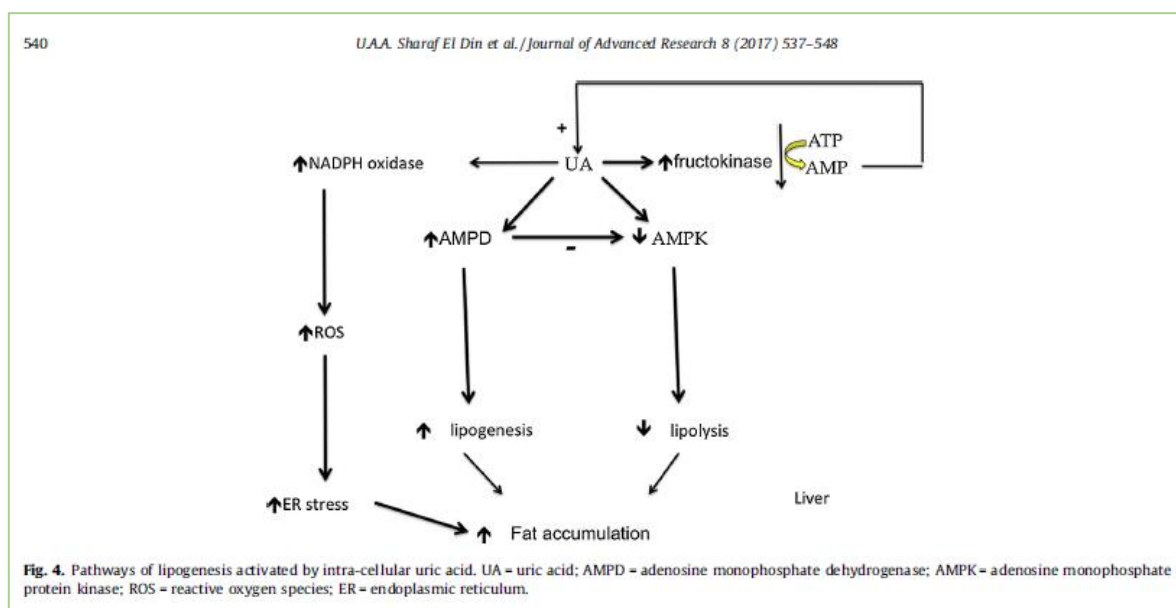 540
U.A.A. Sharaf El Din et al. / Journal of Advanced Research 8 (2017) 537–548
+
ATP
↑NADPH oxidase
UA
↑fructokinase
AMP
↑AMPD
-
↓ AMPK
↑ROS
↑ lipogenesis
↓ lipolysis
↑ER stress
Liver
↑ Fat accumulation
Fig. 4. Pathways of lipogenesis activated by intra-cellular uric acid. UA = uric acid; AMPD = adenosine monophosphate dehydrogenase; AMPK = adenosine monophosphate
protein kinase; ROS = reactive oxygen species; ER = endoplasmic reticulum.